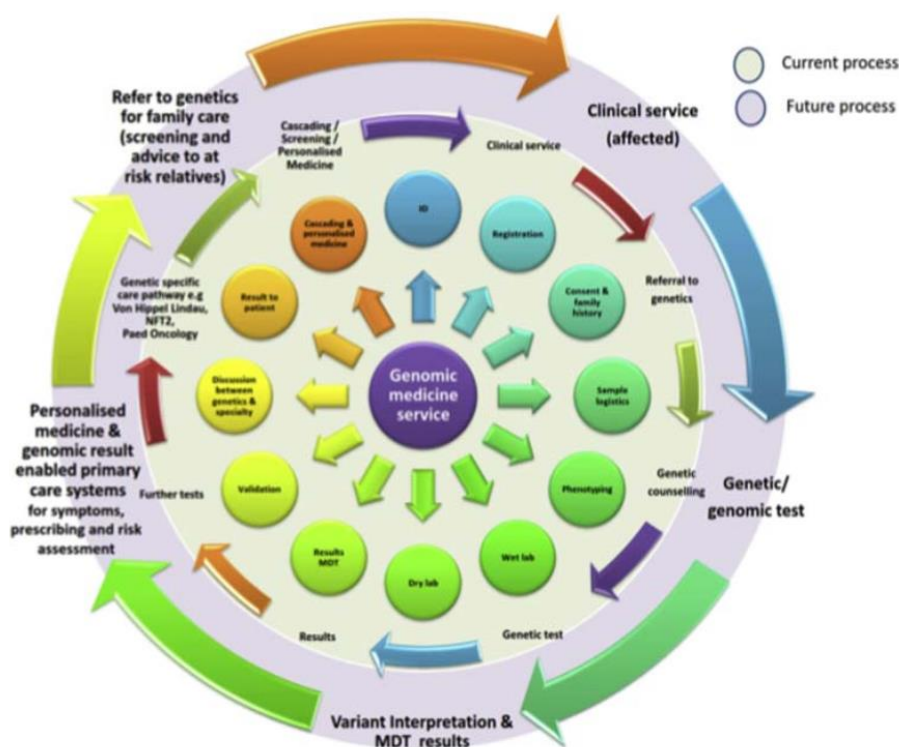 Current process
Future process
Refer to genetics
for family care
(screening and
advice to at
risk relatives)
Clinical service
(affected)
Genetic/
genomic test
Variant Interpretation &
MDT results
Personalised
medicine &
genomic result
enabled primary
care systems
for symptoms,
prescribing and risk
assessment
Cascading /
Screening /
Personalised
Medicine
Clinical service
Referral to
genetics
Genetic
counselling
Genetic test
Results
Further tests
Genetic specific
care pathway e.g
Von Hippel Lindau,
NFT2,
Paed Oncology
ID
Registration
Consent &
family
history
Sample
logistics
Phenotyping
Wet lab
Dry lab
Results
MDT
Validation
Discussion
between
genetics &
specialty
Result to
patient
Cascading &
personalised
medicine
Genomic
medicine
service